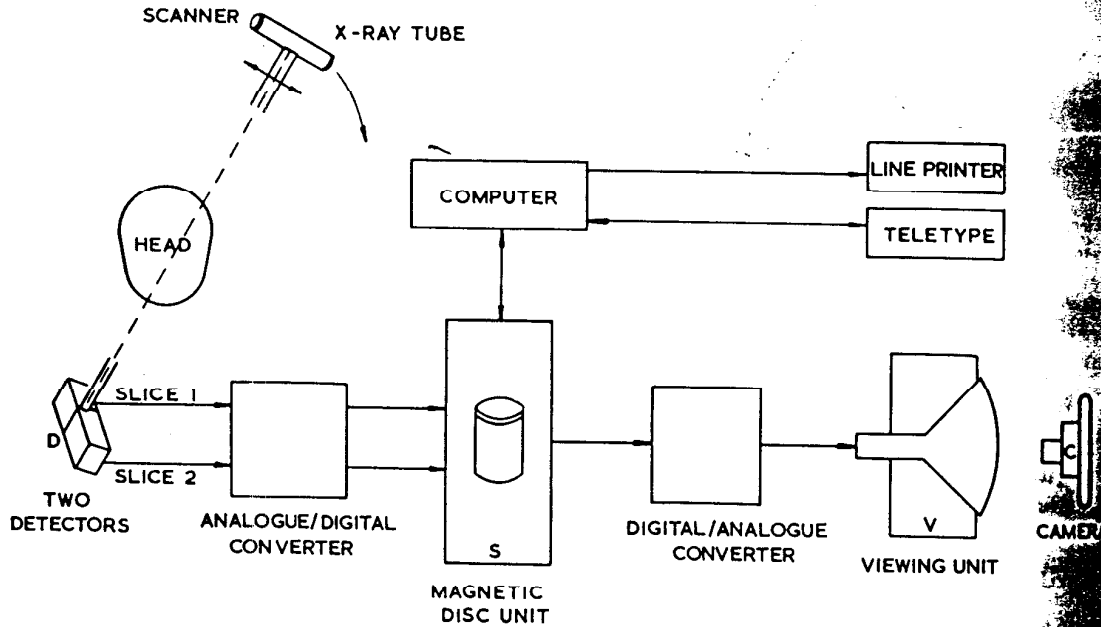 SCANNER
X-RAY TUBE
LINE PRINTER
COMPUTER
TELETYPE
HEAD
SLICE 1
D
SLICE 2
TWO
DETECTORS
ANALOGUE/DIGITAL
CONVERTER
S
MAGNETIC
DISC UNIT
DIGITAL/ANALOGUE
CONVERTER
V
VIEWING UNIT
C
CAMERA